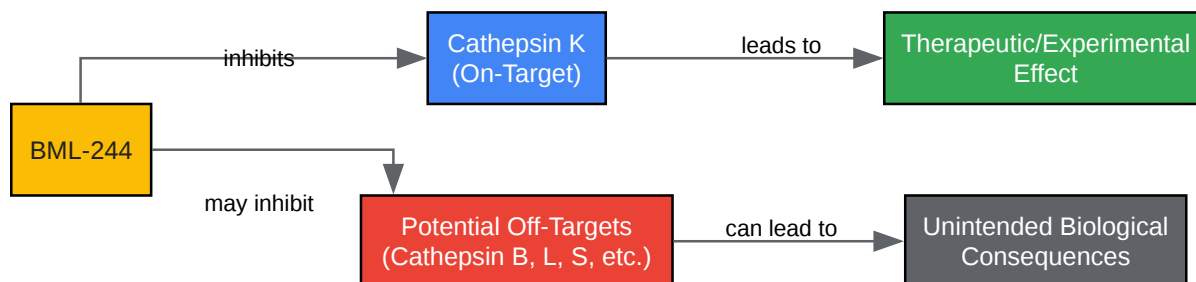 inhibits
Cathepsin K
(On-Target)
leads to
Therapeutic/Experimental
Effect
BML-244
may inhibit
Potential Off-Targets
(Cathepsin B, L, S, etc.)
can lead to
Unintended Biological
Consequences